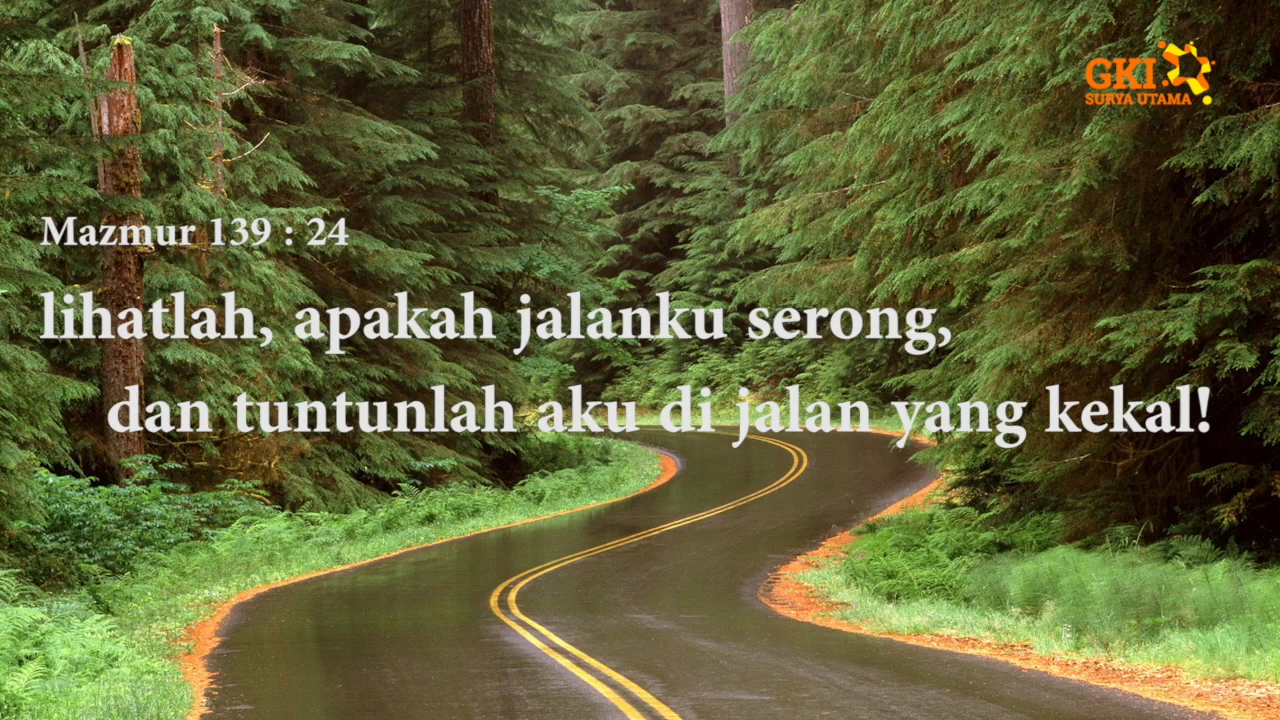 GKI
SURYA UTAMA
Mazmur 139 : 24
lihatlah, apakah jalanku serong,
dan tuntunlah aku di jalan yang kekal!